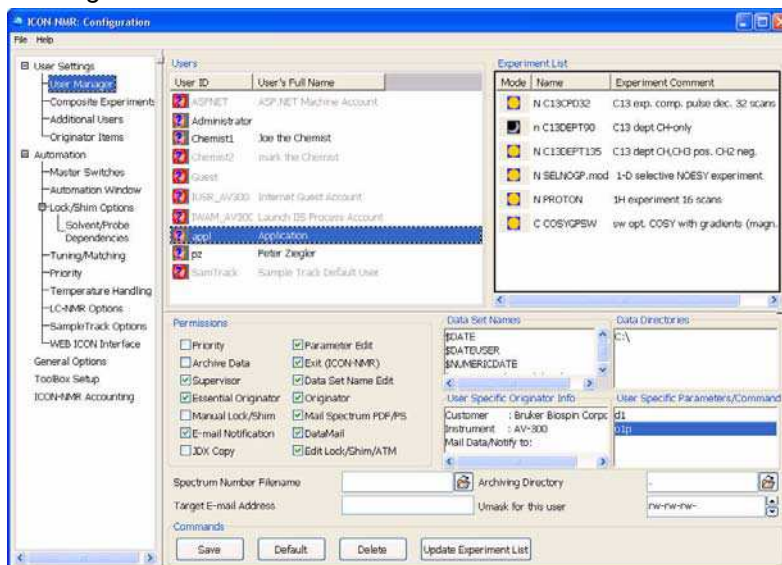 ICON-NMR: Configuration
File Help
User Settings
User Manager
Composite Experiments
Additional Users
Originator Items
Automation
Master Switches
Automation Window
Lock/Shim Options
Solvent/Probe
Dependencies
Tuning/Matching
Priority
Temperature Handling
LC-NMR Options
SampleTrack Options
WEB ICON Interface
General Options
ToolBox Setup
ICON-NMR Accounting
Users
User ID User's Full Name
ASPNET ASP.NET Machine Account
Administrator
Chemist1 Joe the Chemist
Chemist2 mark the Chemist
Guest
IUSR_AV300 Internet Guest Account
IWAM_AV300 Launch IIS Process Account
appl Application
pz Peter Ziegler
SamTrack Sample Track Default User
Experiment List
Mode Name Experiment Comment
N C13CPD32 C13 exp. comp. pulse dec. 32 scans
n C13DEPT90 C13 dept CH-only
N C13DEPT135 C13 dept CH,CH3 pos. CH2 neg.
N SELNOGP.mod 1-D selective NOESY experiment
N PROTON 1H experiment 16 scans
C COSYGPSW sw opt. COSY with gradients (magn.
Permissions
Priority Parameter Edit
Archive Data Exit (ICON-NMR)
Supervisor Data Set Name Edit
Essential Originator Originator
Manual Lock/Shim Mail Spectrum PDF/PS
E-mail Notification DataMail
JDX Copy Edit Lock/Shim/ATM
Data Set Names
$DATE
$DATEUSER
$NUMERICDATE
Data Directories
C:\
User Specific Originator Info
Customer : Bruker Biospin Corpc
Instrument : AV-300
Mail Data/Notify to:
User Specific Parameters/Command
d1
o1p
Spectrum Number Filename Archiving Directory .
Target E-mail Address Umask for this user rw-rw-rw-
Commands
Save Default Delete Update Experiment List